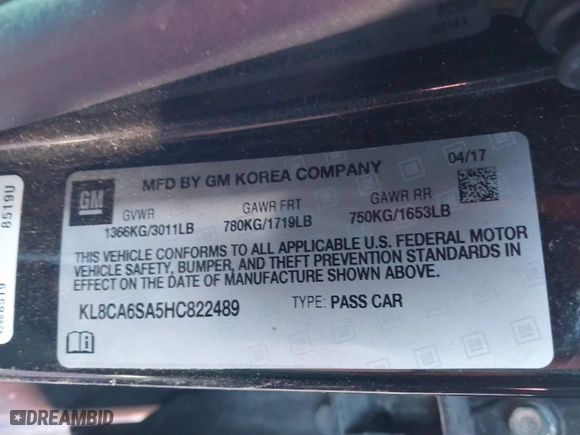 GM
MFD BY GM KOREA COMPANY
04/17
GVWR
GAWR FRT
GAWR RR
1366KG/3011LB
780KG/1719LB
750KG/1653LB
THIS VEHICLE CONFORMS TO ALL APPLICABLE U.S. FEDERAL MOTOR
VEHICLE SAFETY, BUMPER, AND THEFT PREVENTION STANDARDS IN
EFFECT ON THE DATE OF MANUFACTURE SHOWN ABOVE.
KL8CA6SA5HC822489
TYPE: PASS CAR
8519U
DREAMBID